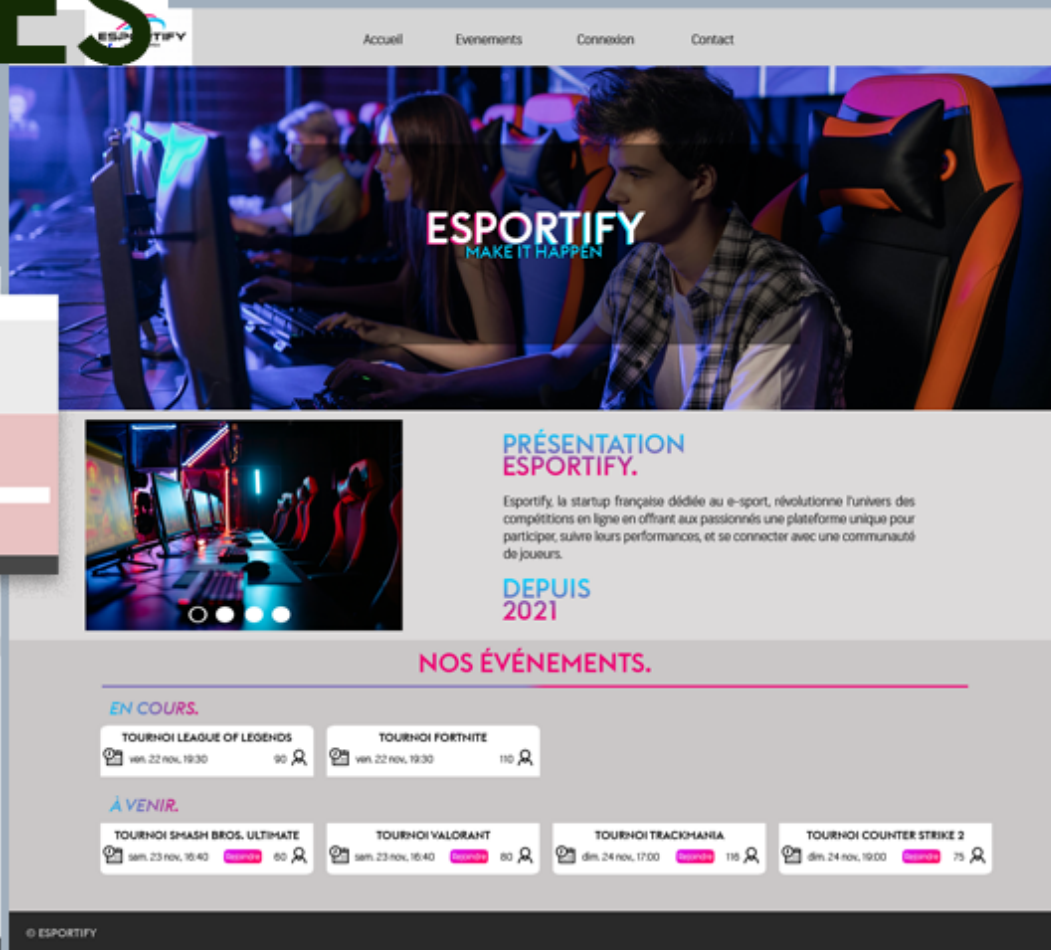 ES
ESPORTIFY
Accueil Evenements Connexion Contact
ESPORTIFY
MAKE IT HAPPEN
PRÉSENTATION
ESPORTIFY.
Esportify, la startup française dédiée au e-sport, révolutionne l'univers des
compétitions en ligne en offrant aux passionnés une plateforme unique pour
participer, suivre leurs performances, et se connecter avec une communauté
de joueurs.
DEPUIS
2021
NOS ÉVÉNEMENTS.
EN COURS.
TOURNOI LEAGUE OF LEGENDS
ven. 22 nov., 19:30 90
TOURNOI FORTNITE
ven. 22 nov., 19:30 110
À VENIR.
TOURNOI SMASH BROS. ULTIMATE
sam. 23 nov., 16:40 Rejoindre 60
TOURNOI VALORANT
sam. 23 nov., 16:40 Rejoindre 80
TOURNOI TRACKMANIA
dim. 24 nov., 17:00 Rejoindre 116
TOURNOI COUNTER STRIKE 2
dim. 24 nov., 19:00 Rejoindre 75
© ESPORTIFY